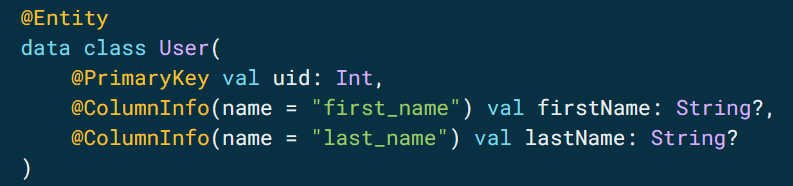 @Entity
data class User(
    @PrimaryKey val uid: Int,
    @ColumnInfo(name = "first_name") val firstName: String?,
    @ColumnInfo(name = "last_name") val lastName: String?
)